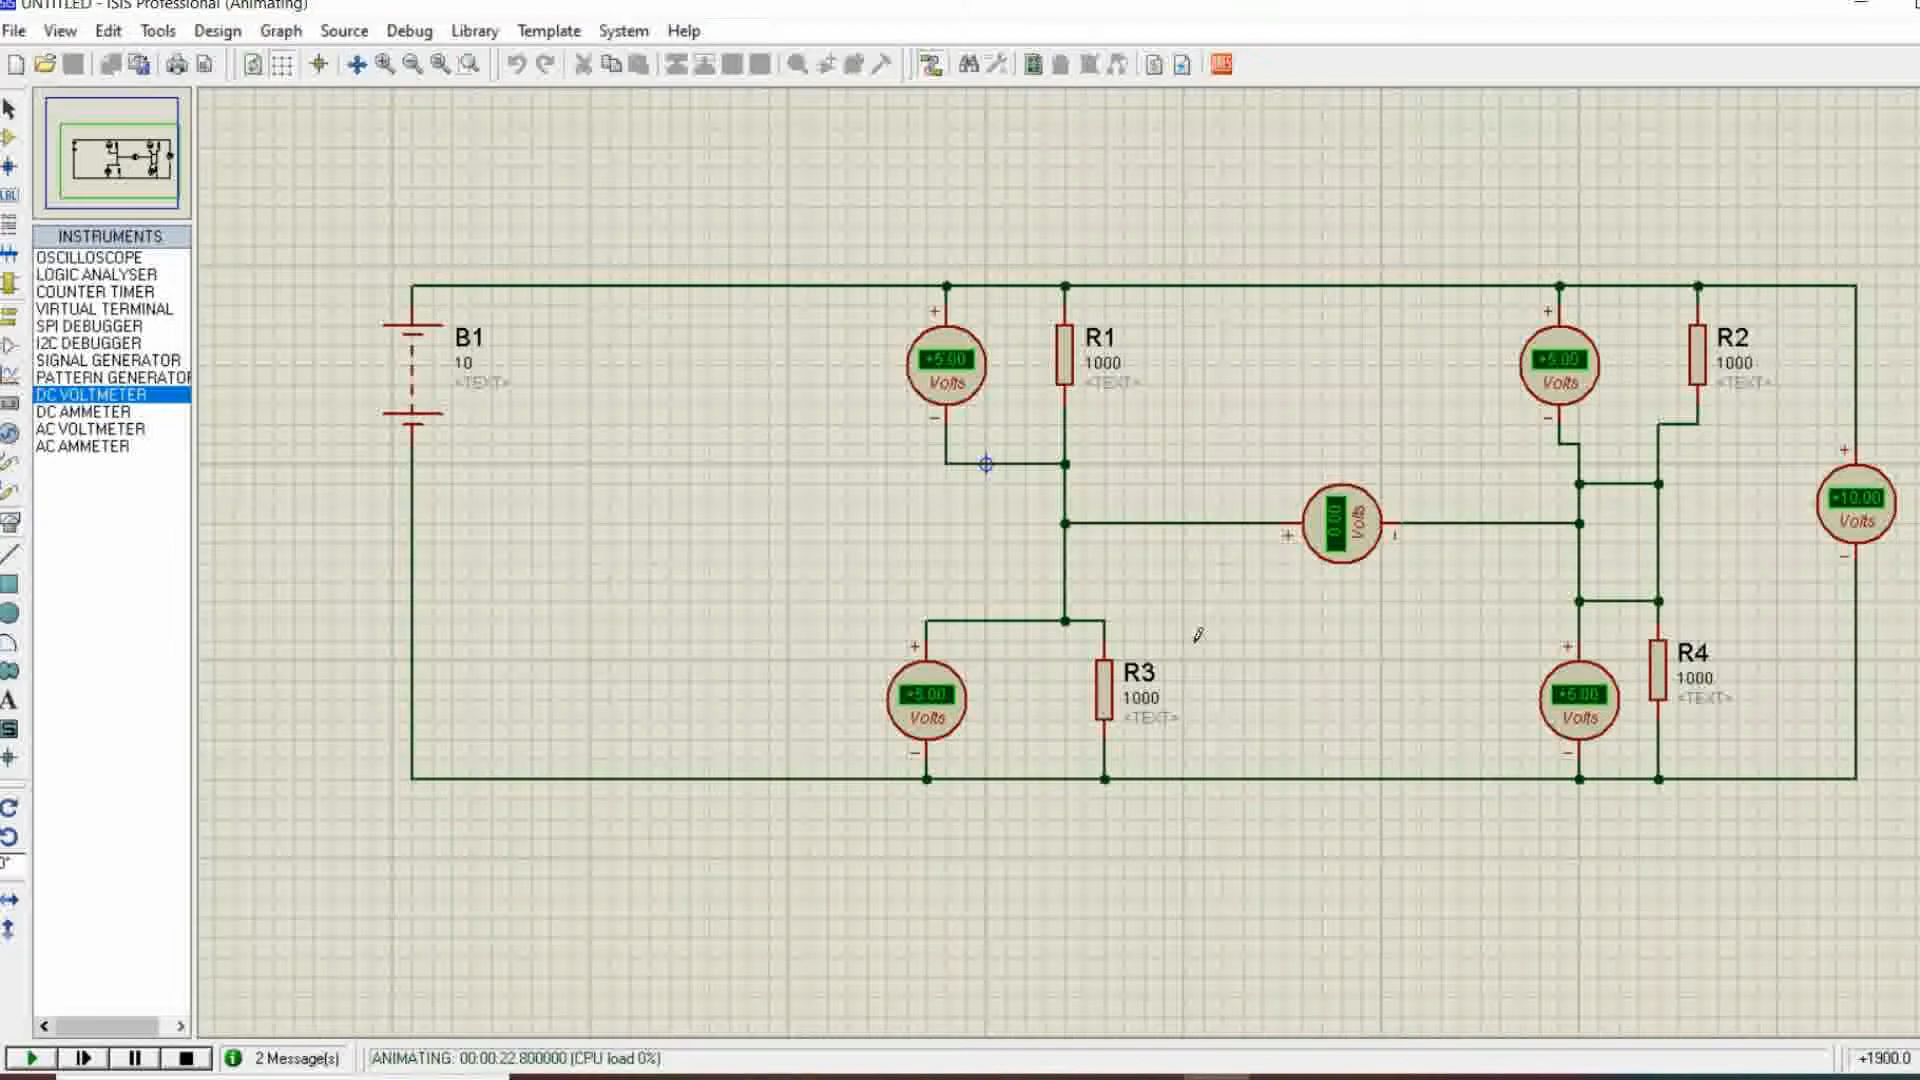 UNTITLED - ISIS Professional (Animating)
File View Edit Tools Design Graph Source Debug Library Template System Help
INSTRUMENTS
OSCILLOSCOPE
LOGIC ANALYSER
COUNTER TIMER
VIRTUAL TERMINAL
SPI DEBUGGER
I2C DEBUGGER
SIGNAL GENERATOR
PATTERN GENERATOR
DC VOLTMETER
DC AMMETER
AC VOLTMETER
AC AMMETER
LBL
A
B1
10
<TEXT>
+
+5.00
Volts
−
R1
1000
<TEXT>
+
+5.00
Volts
−
R2
1000
<TEXT>
+
+10.00
Volts
−
+
0.00
Volts
−
+
+5.00
Volts
−
R3
1000
<TEXT>
+
+5.00
Volts
−
R4
1000
<TEXT>
2 Message(s)
ANIMATING: 00:00:22.800000 (CPU load 0%)
+1900.0